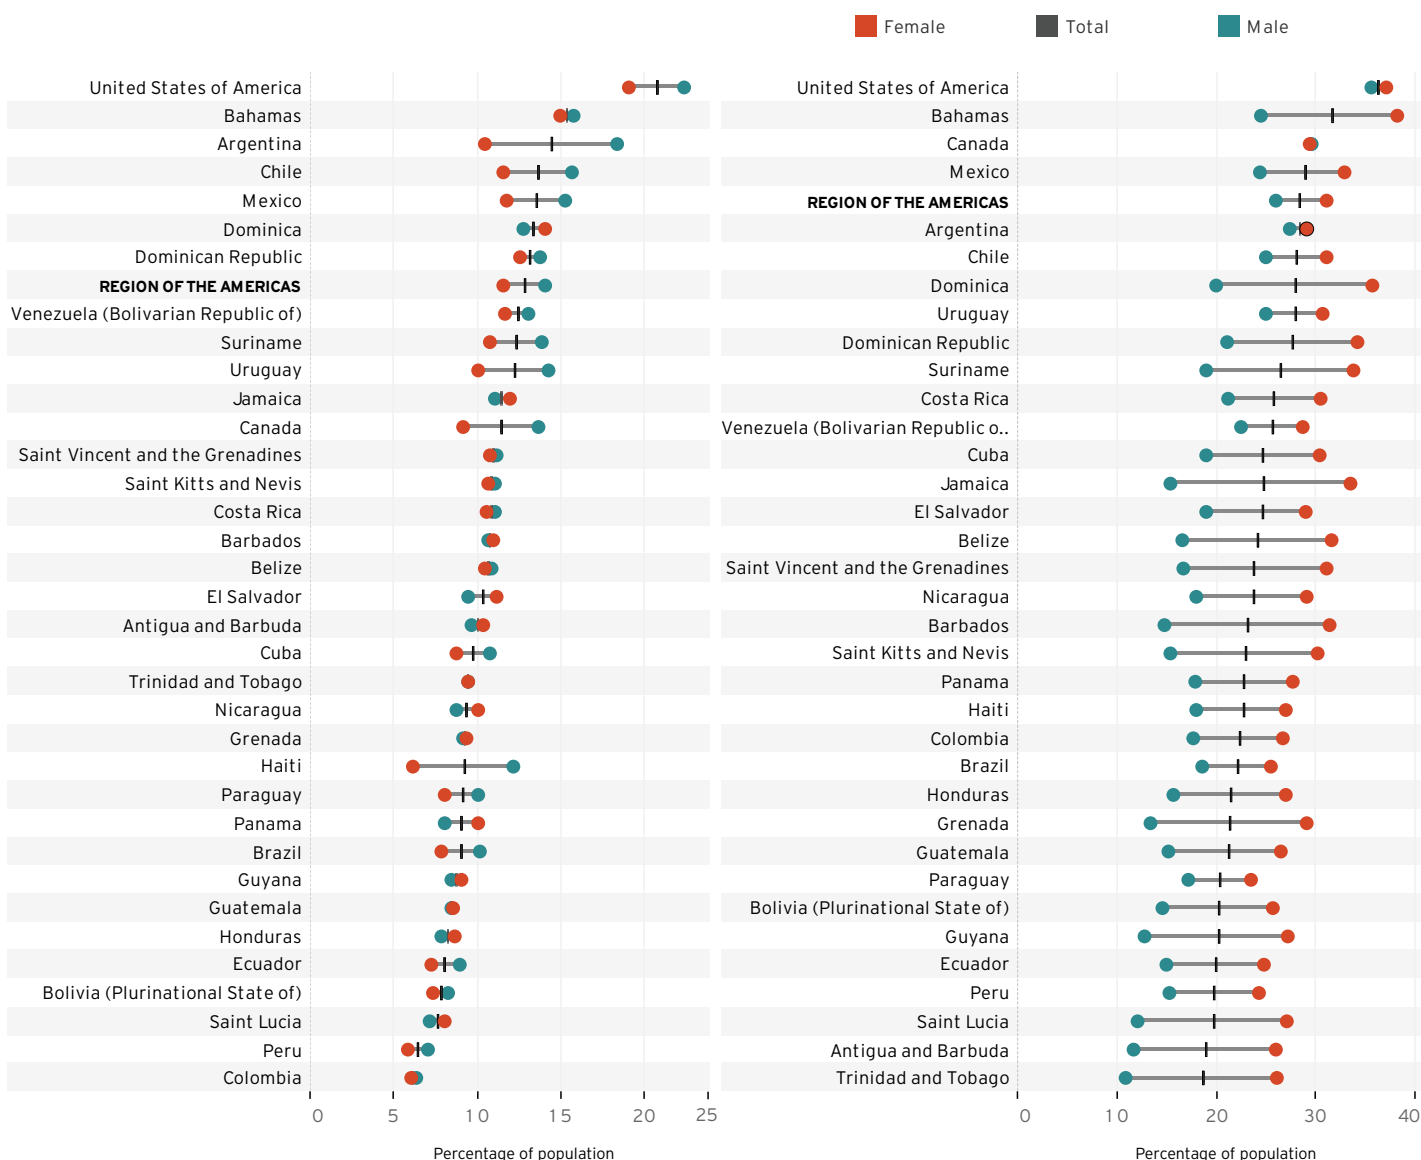 Female
Total
Male
United States of America
Bahamas
Argentina
Chile
Mexico
Dominica
Dominican Republic
REGION OF THE AMERICAS
Venezuela (Bolivarian Republic of)
Suriname
Uruguay
Jamaica
Canada
Saint Vincent and the Grenadines
Saint Kitts and Nevis
Costa Rica
Barbados
Belize
El Salvador
Antigua and Barbuda
Cuba
Trinidad and Tobago
Nicaragua
Grenada
Haiti
Paraguay
Panama
Brazil
Guyana
Guatemala
Honduras
Ecuador
Bolivia (Plurinational State of)
Saint Lucia
Peru
Colombia
0 5 10 15 20 25
Percentage of population
United States of America
Bahamas
Canada
Mexico
REGION OF THE AMERICAS
Argentina
Chile
Dominica
Uruguay
Dominican Republic
Suriname
Costa Rica
Venezuela (Bolivarian Republic o..
Cuba
Jamaica
El Salvador
Belize
Saint Vincent and the Grenadines
Nicaragua
Barbados
Saint Kitts and Nevis
Panama
Haiti
Colombia
Brazil
Honduras
Grenada
Guatemala
Paraguay
Bolivia (Plurinational State of)
Guyana
Ecuador
Peru
Saint Lucia
Antigua and Barbuda
Trinidad and Tobago
0 10 20 30 40
Percentage of population